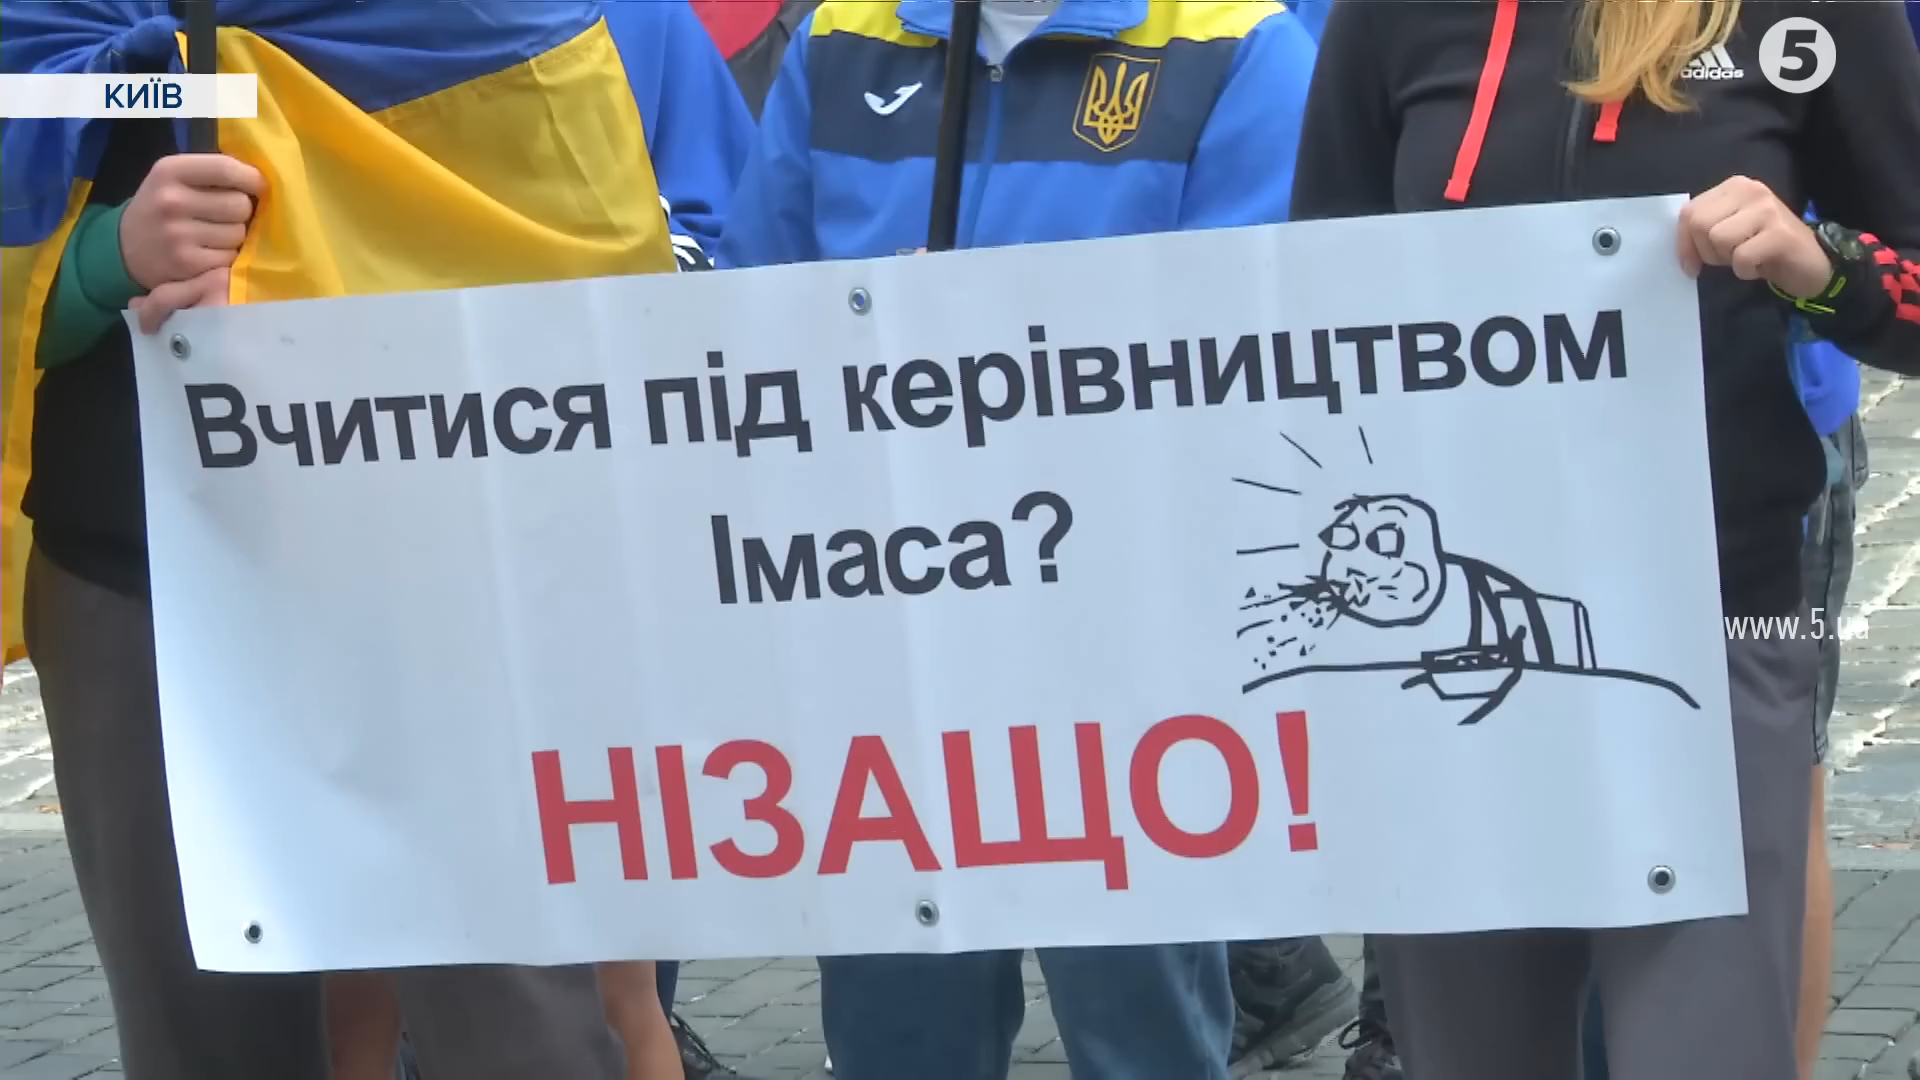 КИЇВ
adidas
5
Вчитися під керівництвом
Імаса?
www.5.ua
НІЗАЩО!